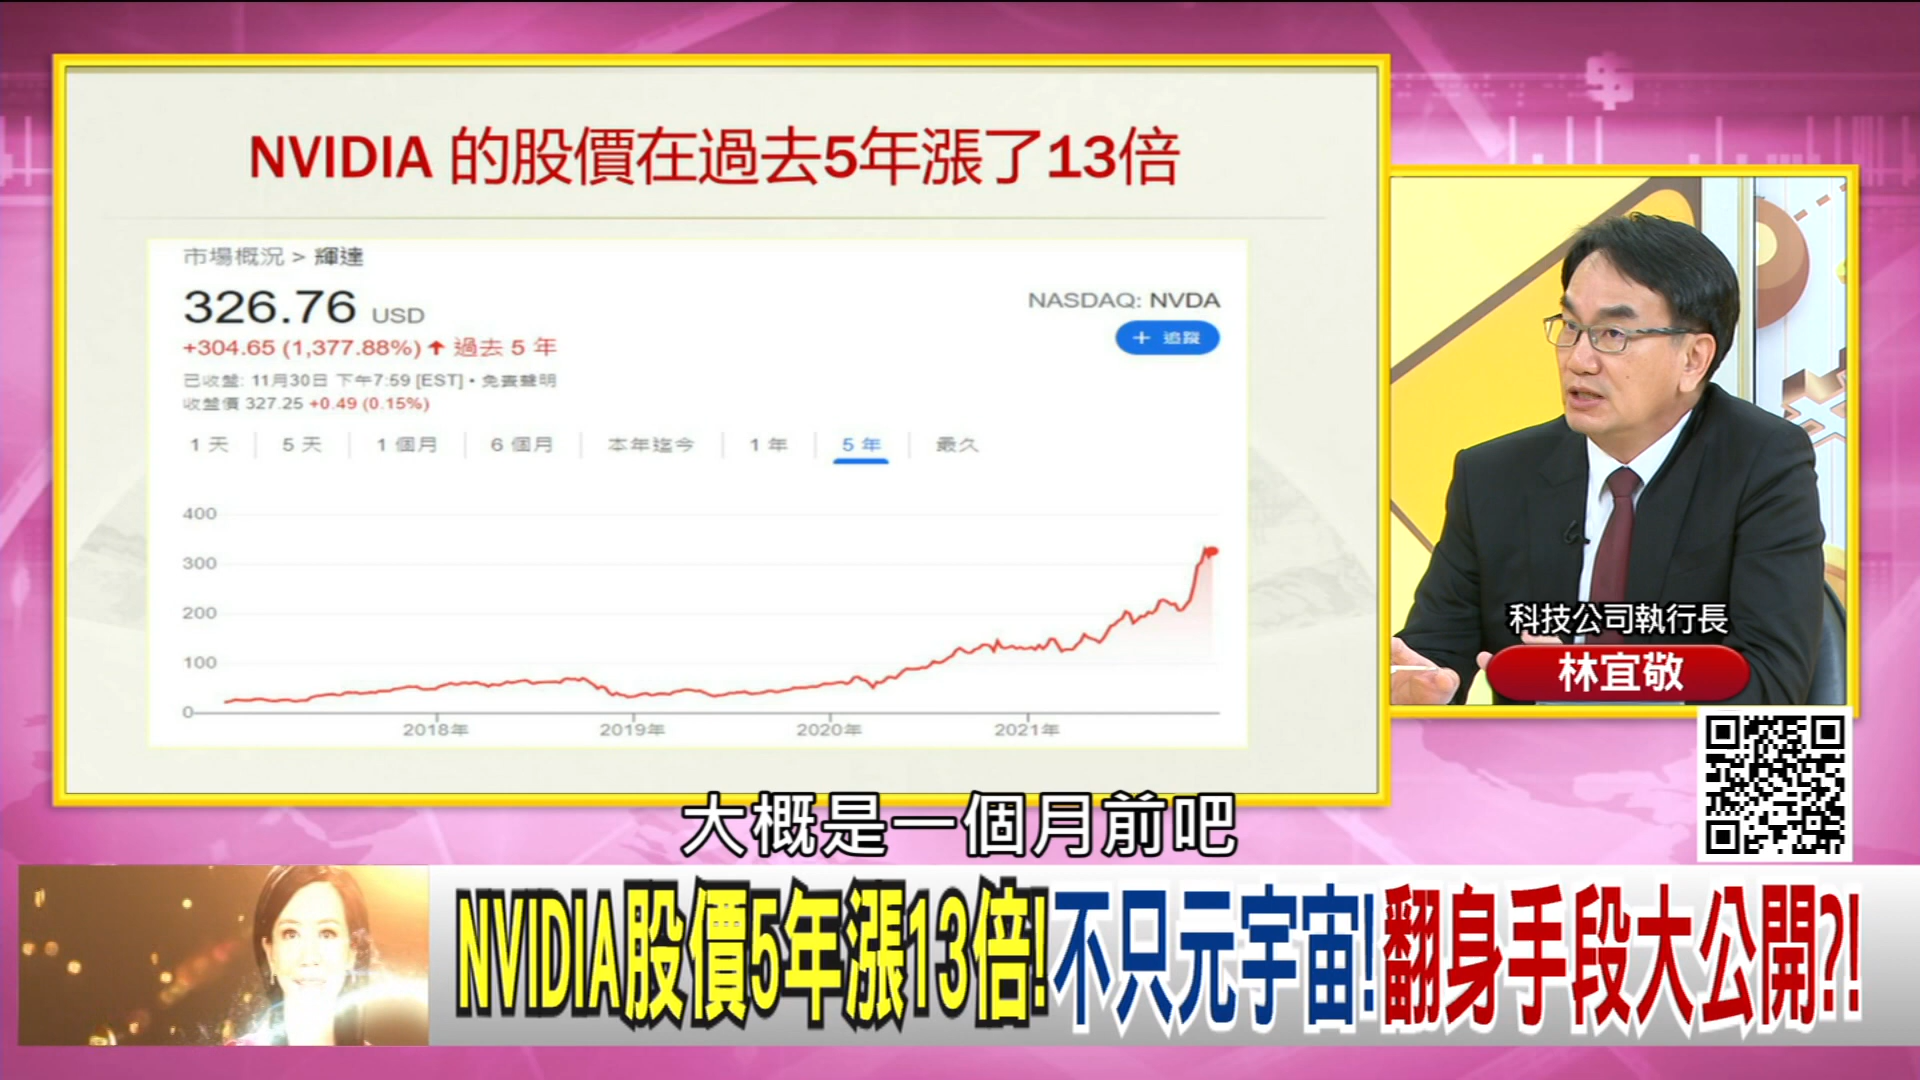 NVIDIA 的股價在過去5年漲了13倍
市場概況 > 輝達
326.76 USD
NASDAQ: NVDA
+304.65 (1,377.88%) ↑ 過去 5 年
+ 追蹤
已收盤: 11月30日 下午7:59 [EST] • 免責聲明
收盤價 327.25 +0.49 (0.15%)
1 天 5 天 1 個月 6 個月 本年迄今 1 年 5 年 最久
400
300
200
100
0
2018年 2019年 2020年 2021年
科技公司執行長
林宜敬
大概是一個月前吧
NVIDIA股價5年漲13倍!不只元宇宙!翻身手段大公開?!